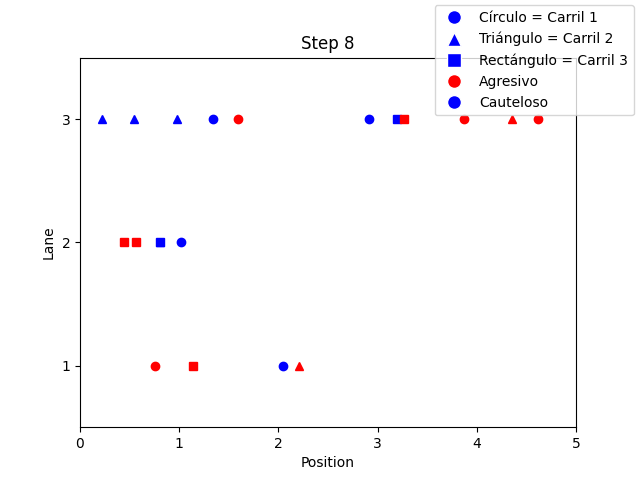 Step 8
Círculo = Carril 1
Triángulo = Carril 2
Rectángulo = Carril 3
Agresivo
Cauteloso
3
2
1
Lane
0 1 2 3 4 5
Position